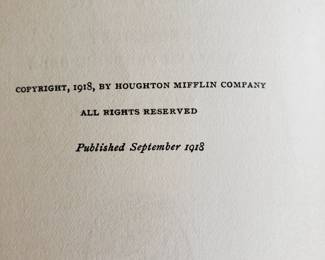 COPYRIGHT, 1918, BY HOUGHTON MIFFLIN COMPANY
ALL RIGHTS RESERVED
Published September 1918